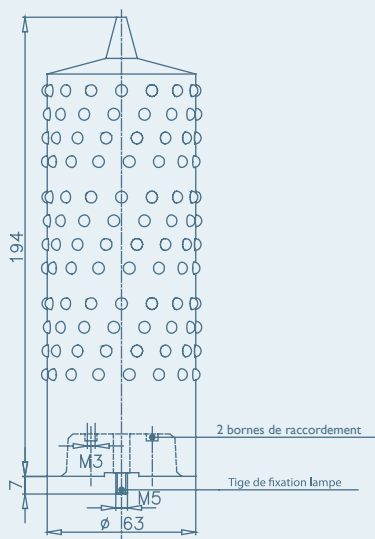 194
2 bornes de raccordement
M3
7
Tige de fixation lampe
M5
ø 63